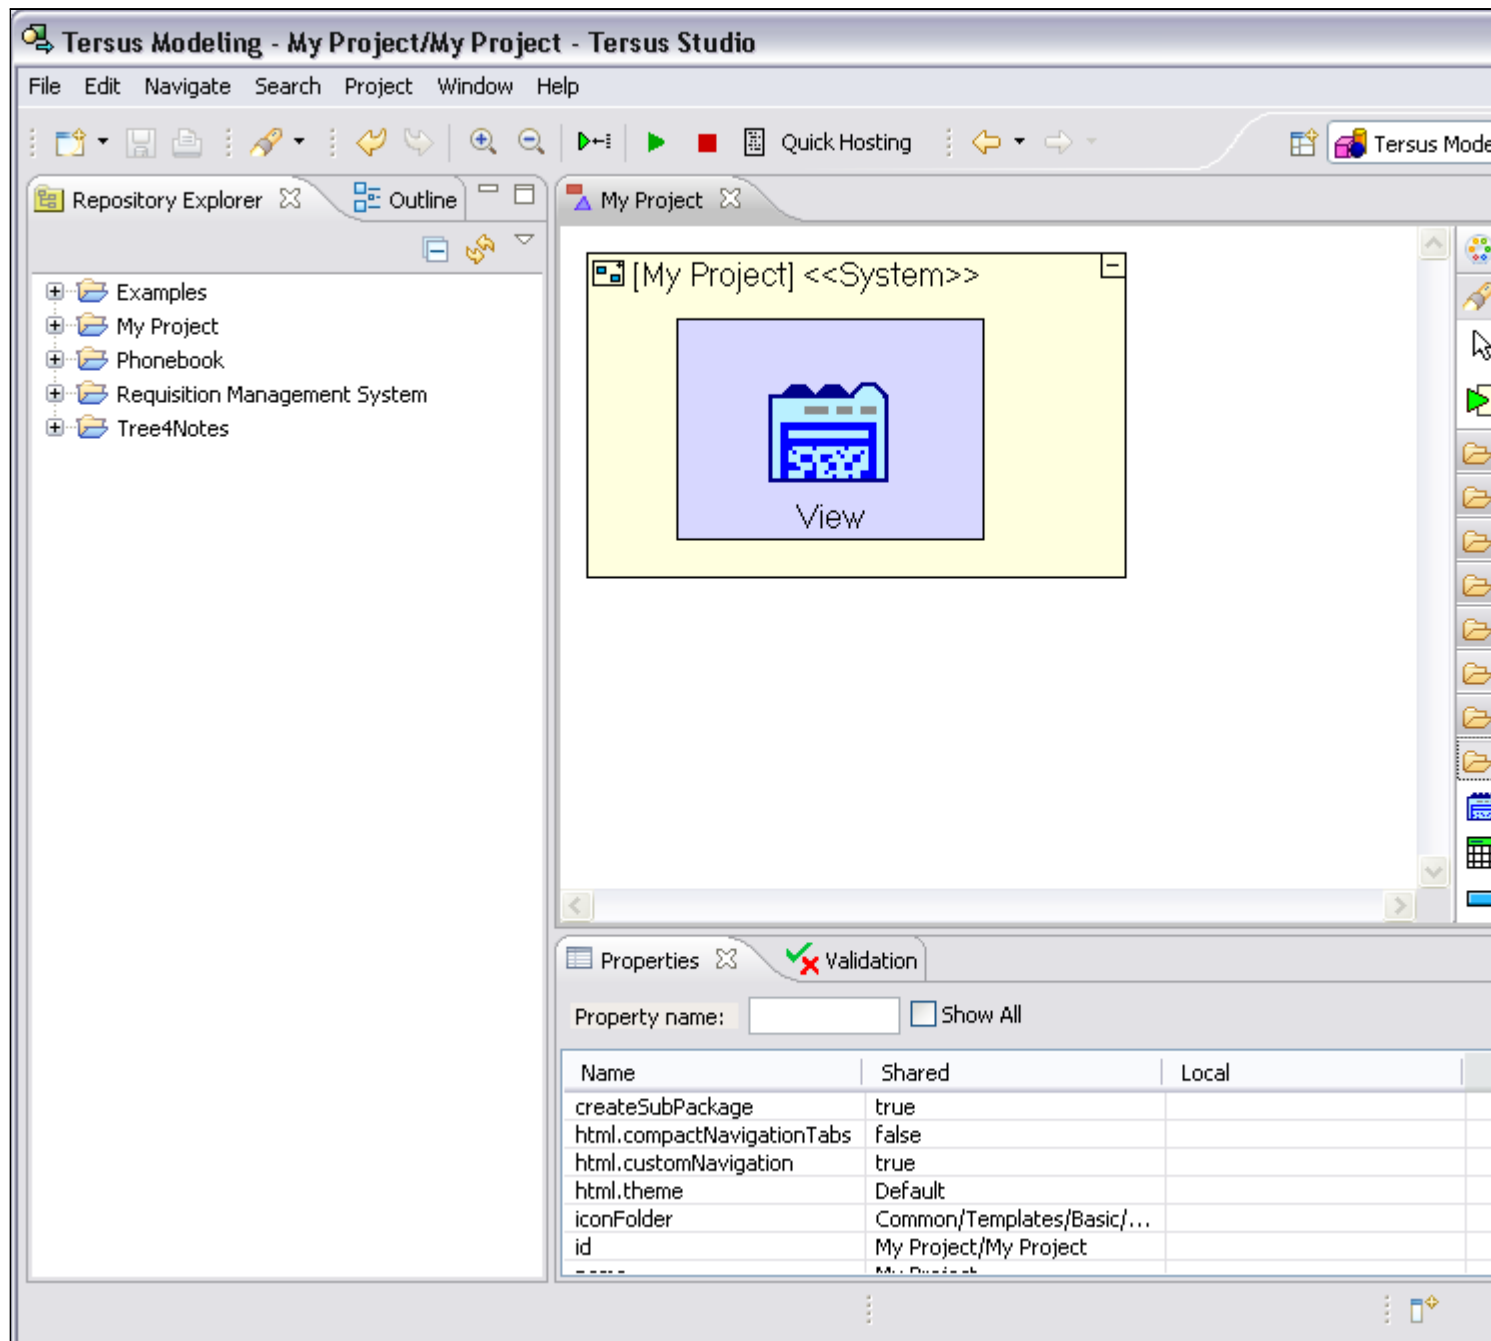 Tersus Modeling - My Project/My Project - Tersus Studio
File Edit Navigate Search Project Window Help
Quick Hosting
Tersus Mode
Repository Explorer Outline
My Project
Examples
My Project
Phonebook
Requisition Management System
Tree4Notes
[My Project] <<System>>
View
Properties Validation
Property name: Show All
Name Shared Local
createSubPackage true
html.compactNavigationTabs false
html.customNavigation true
html.theme Default
iconFolder Common/Templates/Basic/...
id My Project/My Project